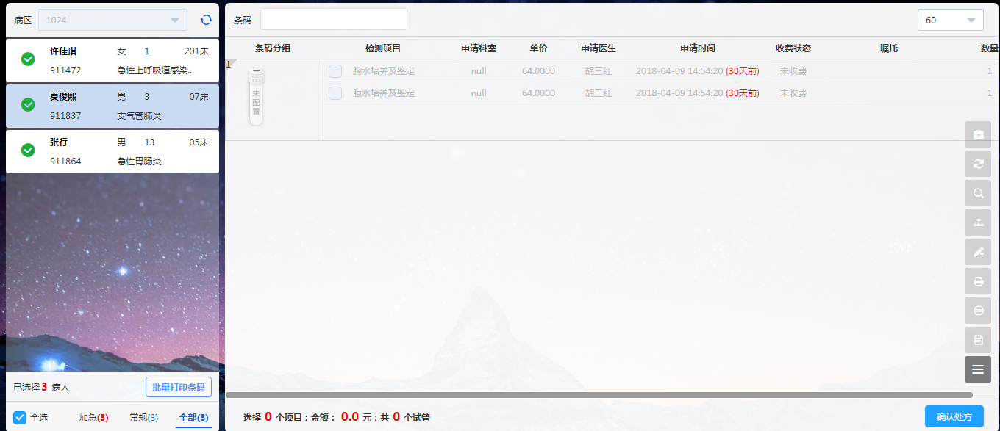 病区 1024
许佳琪 女 1 201床
911472 急性上呼吸道感染...
夏俊熙 男 3 07床
911837 支气管肺炎
张行 男 13 05床
911864 急性胃肠炎
已选择 3 病人 批量打印条码
全选 加急(3) 常规(3) 全部(3)
条码 60
条码分组 检测项目 申请科室 单价 申请医生 申请时间 收费状态 嘱托 数量
1
未配置
胸水培养及鉴定 null 64.0000 胡三红 2018-04-09 14:54:20 (30天前) 未收费 1
腹水培养及鉴定 null 64.0000 胡三红 2018-04-09 14:54:20 (30天前) 未收费 1
选择 0 个项目；金额： 0.0 元；共 0 个试管 确认处方